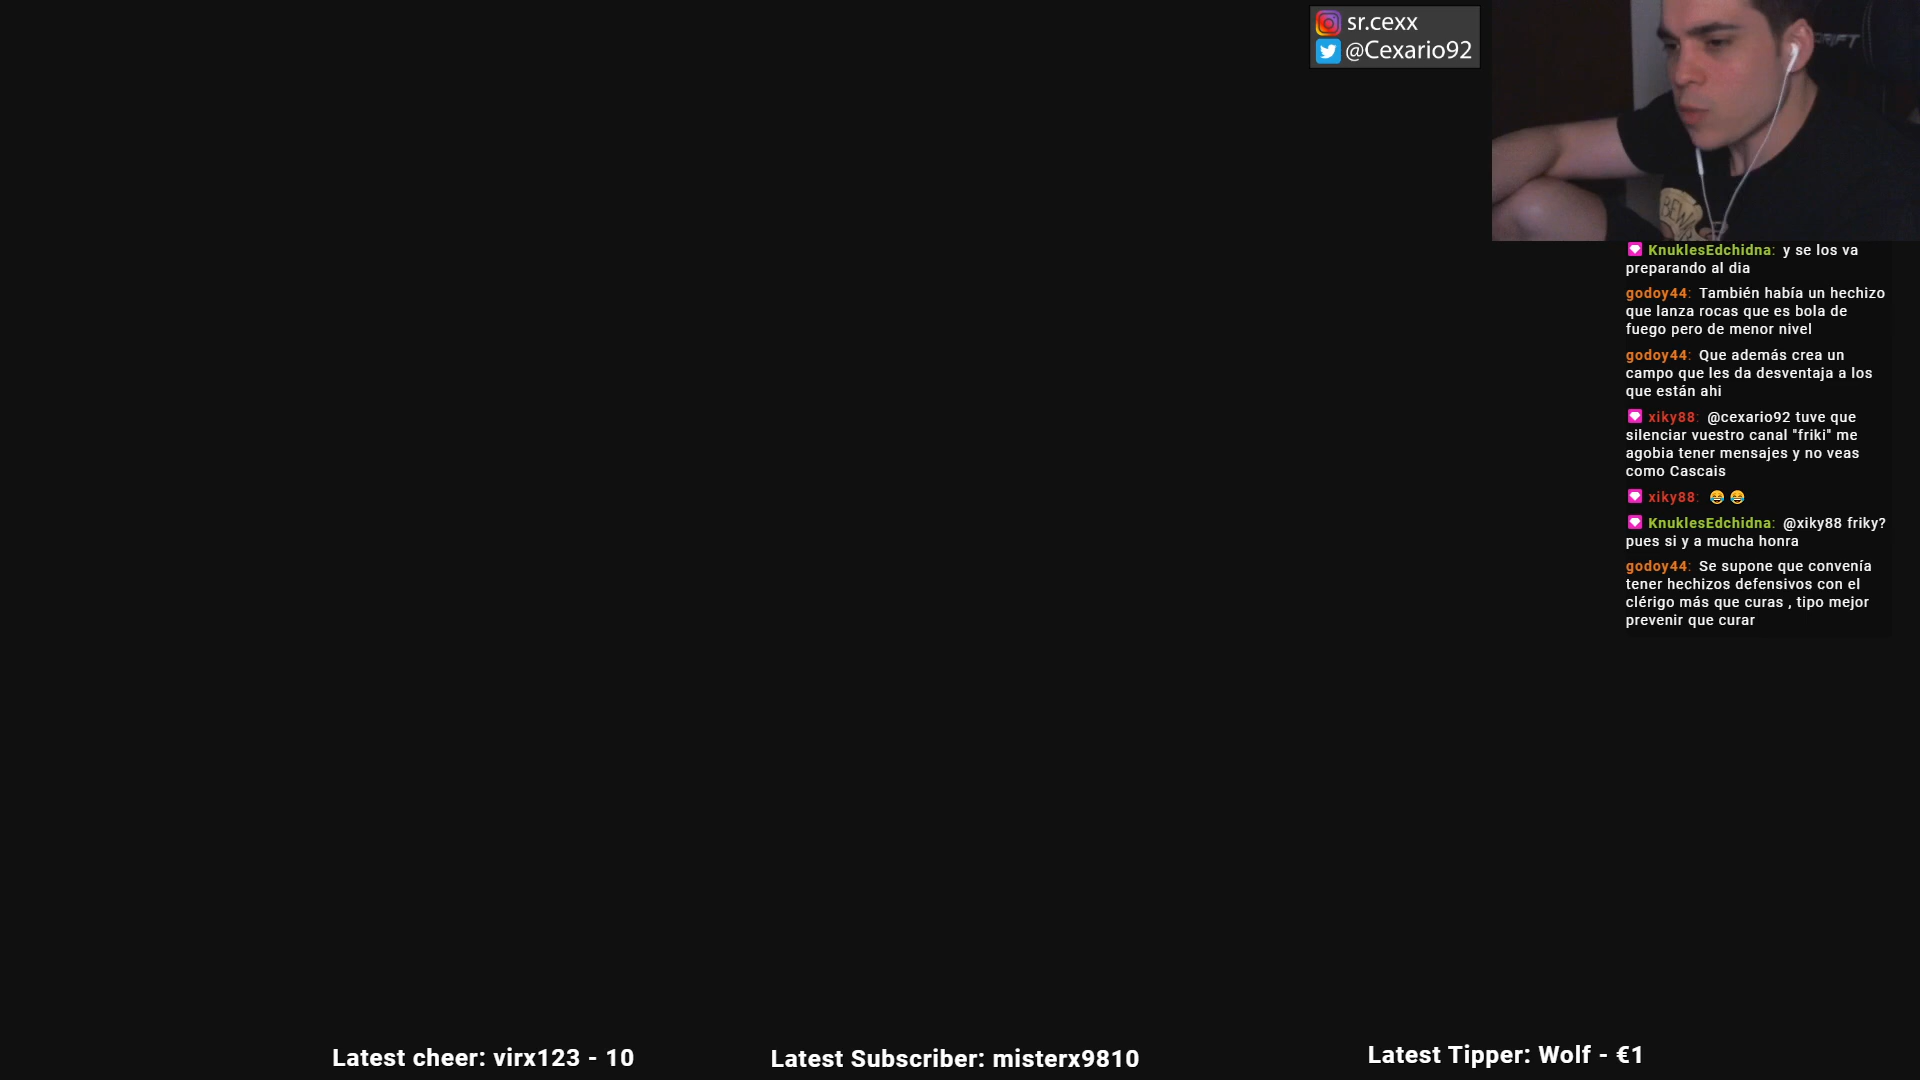 sr.cexx
@Cexario92
KnuklesEdchidna: y se los va
preparando al dia
godoy44: También había un hechizo
que lanza rocas que es bola de
fuego pero de menor nivel
godoy44: Que además crea un
campo que les da desventaja a los
que están ahi
xiky88: @cexario92 tuve que
silenciar vuestro canal "friki" me
agobia tener mensajes y no veas
como Cascais
xiky88: 😂 😂
KnuklesEdchidna: @xiky88 friky?
pues si y a mucha honra
godoy44: Se supone que convenía
tener hechizos defensivos con el
clérigo más que curas , tipo mejor
prevenir que curar
Latest cheer: virx123 - 10
Latest Subscriber: misterx9810
Latest Tipper: Wolf - €1